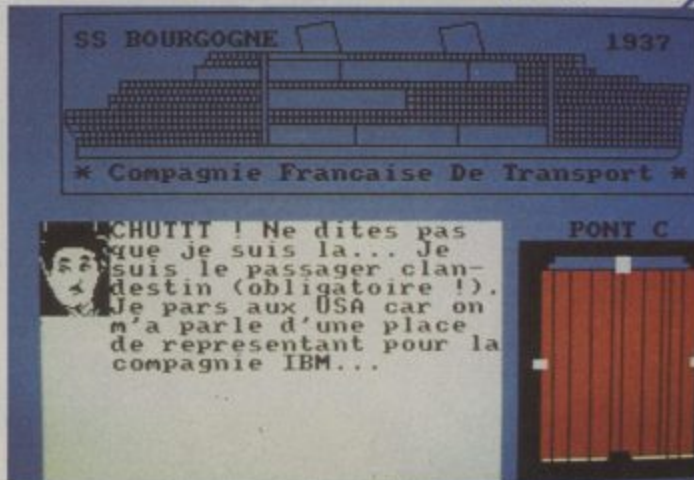 SS BOURGOGNE 1937
* Compagnie Francaise De Transport *
CHUTTT ! Ne dites pas
que je suis la... Je
suis le passager clan-
destin (obligatoire !).
Je pars aux USA car on
m'a parle d'une place
de representant pour la
compagnie IBM...
PONT C